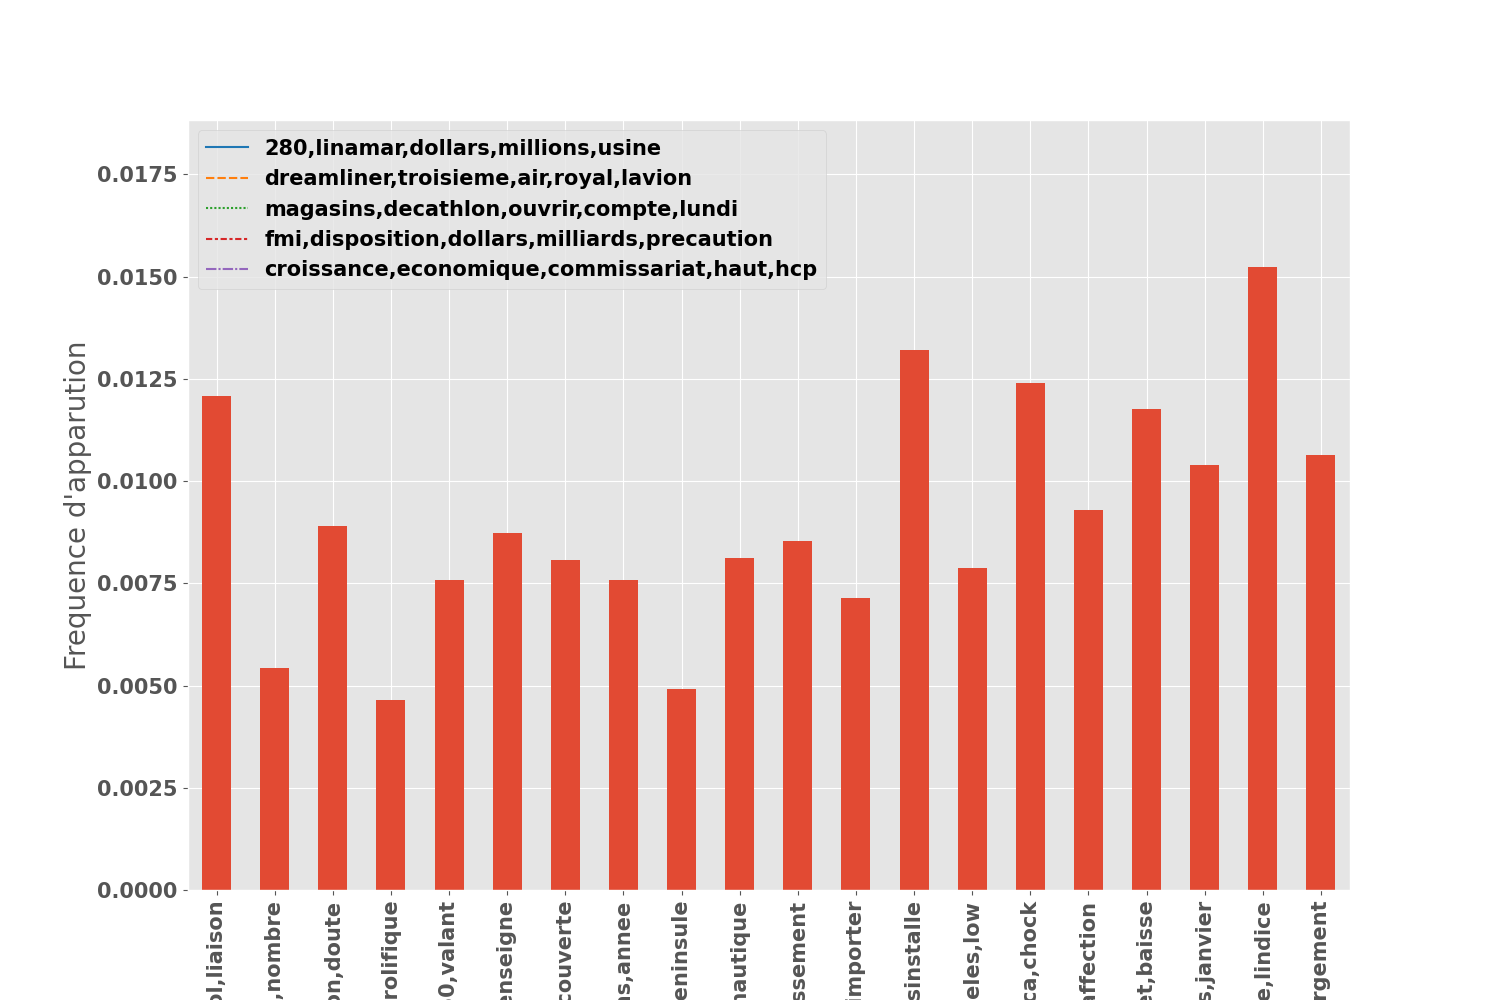 280,linamar,dollars,millions,usine
dreamliner,troisieme,air,royal,lavion
magasins,decathlon,ouvrir,compte,lundi
fmi,disposition,dollars,milliards,precaution
croissance,economique,commissariat,haut,hcp
0.0175
0.0150
0.0125
0.0100
0.0075
0.0050
0.0025
0.0000
Frequence d'apparution
ol,liaison
,nombre
on,doute
rolifique
00,valant
enseigne
couverte
ns,annee
eninsule
nautique
ssement
importer
sinstalle
eles,low
ca,chock
affection
et,baisse
s,janvier
e,lindice
rgement